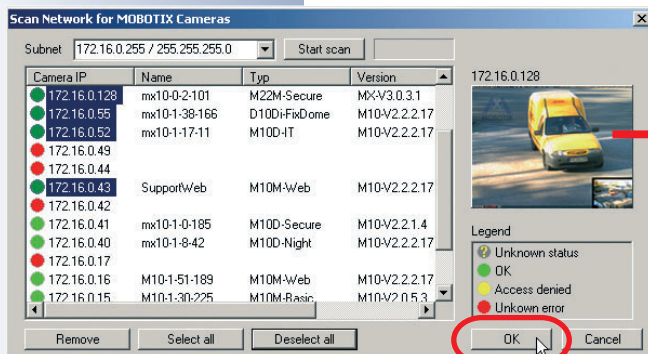 Scan Network for MOBOTIX Cameras
Subnet 172.16.0.255 / 255.255.255.0 Start scan
Camera IP Name Typ Version
172.16.0.128 mx10-0-2-101 M22M-Secure MX-V3.0.3.1
172.16.0.55 mx10-1-38-166 D10Di-FixDome M10-V2.2.2.17
172.16.0.52 mx10-1-17-11 M10D-IT M10-V2.2.2.17
172.16.0.49
172.16.0.44
172.16.0.43 SupportWeb M10M-Web M10-V2.2.2.17
172.16.0.42
172.16.0.41 mx10-1-0-185 M10D-Secure M10-V2.2.1.4
172.16.0.40 mx10-1-8-42 M10D-Night M10-V2.2.2.17
172.16.0.17
172.16.0.16 M10-1-51-189 M10M-Web M10-V2.2.2.17
172.16.0.15 M10-1-30-225 M10M-Basic M10-V2.0.5.3
172.16.0.128
Legend
Unknown status
OK
Access denied
Unkown error
Remove Select all Deselect all OK Cancel